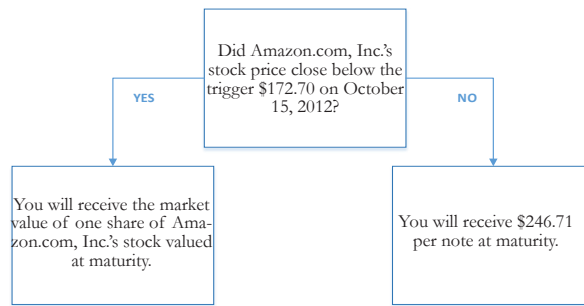 Did Amazon.com, Inc.'s
stock price close below the
trigger $172.70 on October
15, 2012?
YES
NO
You will receive the market
value of one share of Ama-
zon.com, Inc.'s stock valued
at maturity.
You will receive $246.71
per note at maturity.